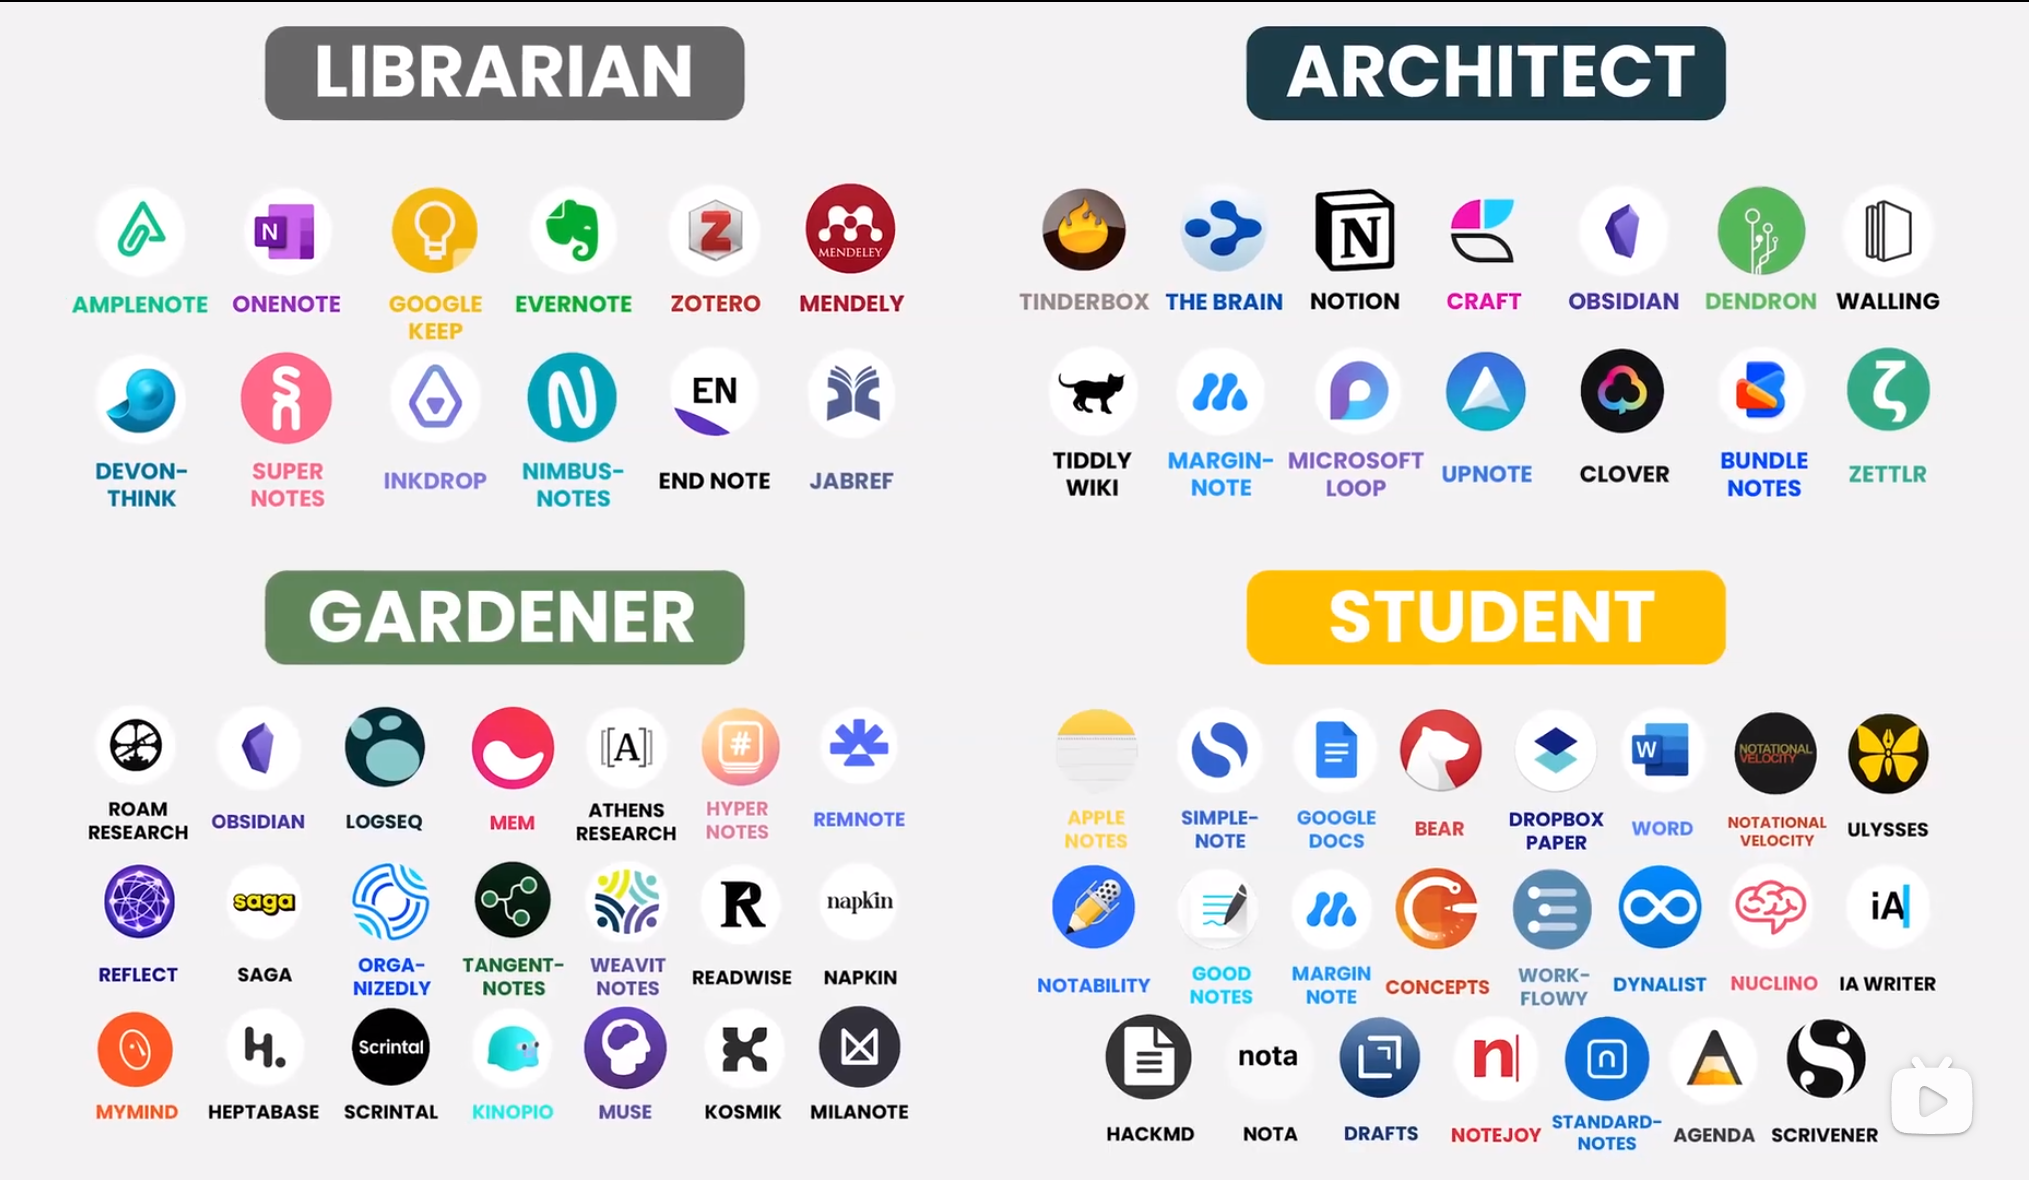 LIBRARIAN
AMPLENOTE
ONENOTE
GOOGLE
KEEP
EVERNOTE
ZOTERO
MENDELEY
MENDELY
DEVON-
THINK
SUPER
NOTES
INKDROP
NIMBUS-
NOTES
EN
END NOTE
JABREF
ARCHITECT
TINDERBOX
THE BRAIN
NOTION
CRAFT
OBSIDIAN
DENDRON
WALLING
TIDDLY
WIKI
MARGIN-
NOTE
MICROSOFT
LOOP
UPNOTE
CLOVER
BUNDLE
NOTES
ZETTLR
GARDENER
ROAM
RESEARCH
OBSIDIAN
LOGSEQ
MEM
[[A]]
ATHENS
RESEARCH
#
HYPER
NOTES
REMNOTE
REFLECT
saga
SAGA
ORGA-
NIZEDLY
TANGENT-
NOTES
WEAVIT
NOTES
R
READWISE
napkin
NAPKIN
MYMIND
H.
HEPTABASE
Scrintal
SCRINTAL
KINOPIO
MUSE
KOSMIK
MILANOTE
STUDENT
APPLE
NOTES
SIMPLE-
NOTE
GOOGLE
DOCS
BEAR
DROPBOX
PAPER
W
WORD
NOTATIONAL
VELOCITY
NOTATIONAL
VELOCITY
ULYSSES
NOTABILITY
GOOD
NOTES
MARGIN
NOTE
CONCEPTS
WORK-
FLOWY
DYNALIST
NUCLINO
iA
IA WRITER
HACKMD
nota
NOTA
DRAFTS
n
NOTEJOY
n
STANDARD-
NOTES
AGENDA
SCRIVENER